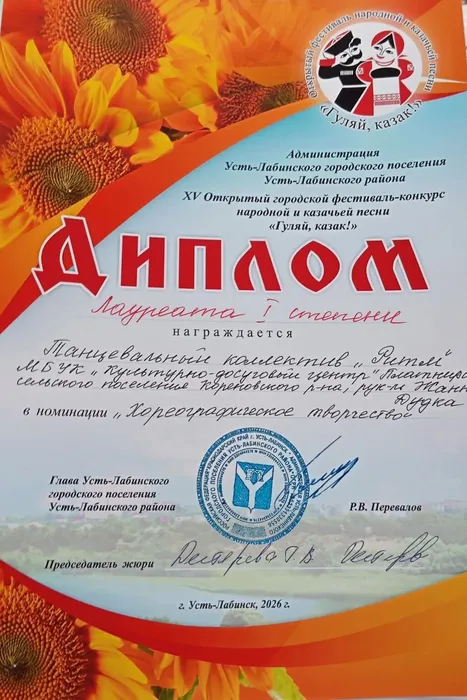 Открытый фестиваль народной и казачьей песни
«Гуляй, казак!»
Администрация
Усть-Лабинского городского поселения
Усть-Лабинского района
XV Открытый городской фестиваль-конкурс
народной и казачьей песни
«Гуляй, казак!»
Диплом
Лауреата I степени
награждается
Танцевальный коллектив „Ритм"
МБУК „Культурно-досуговый центр"
сельского поселения Кореновского р-на, рук-ль
Дудка
в номинации „Хореографическое творчество"
Глава Усть-Лабинского
городского поселения
Усть-Лабинского района
Р.В. Перевалов
Председатель жюри
г. Усть-Лабинск, 2026 г.